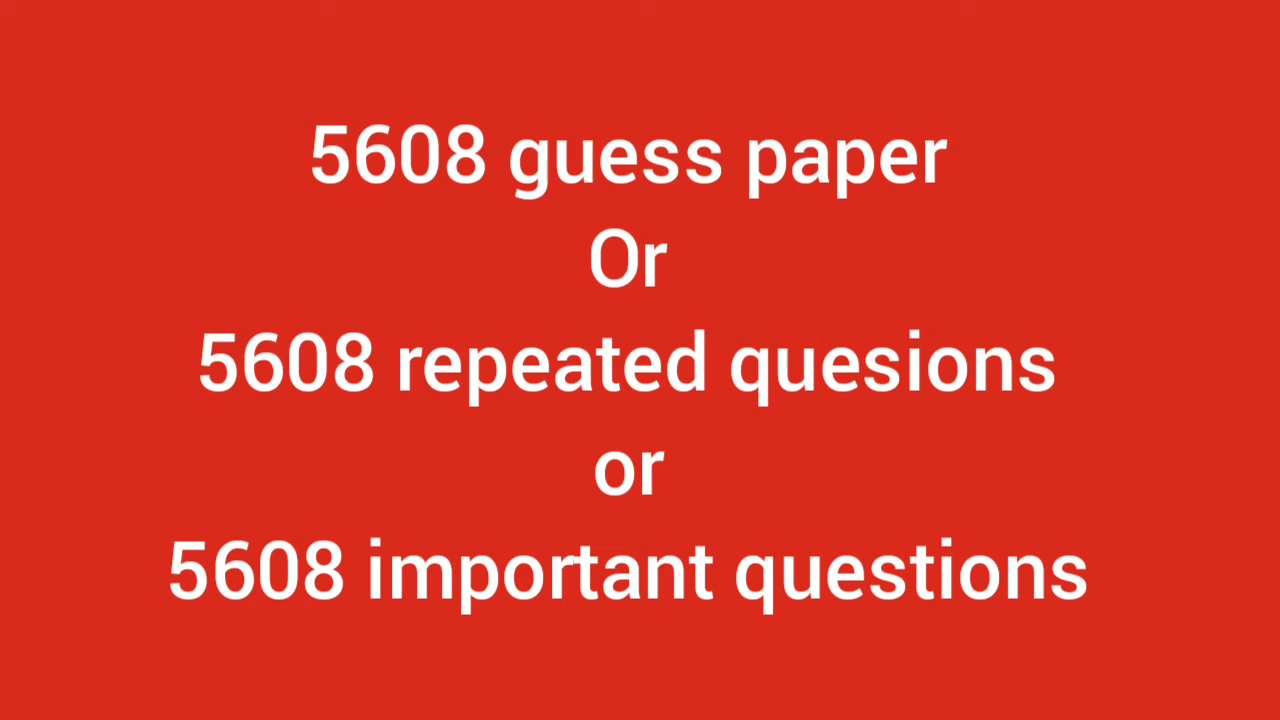 5608 guess paper
Or
5608 repeated quesions
or
5608 important questions